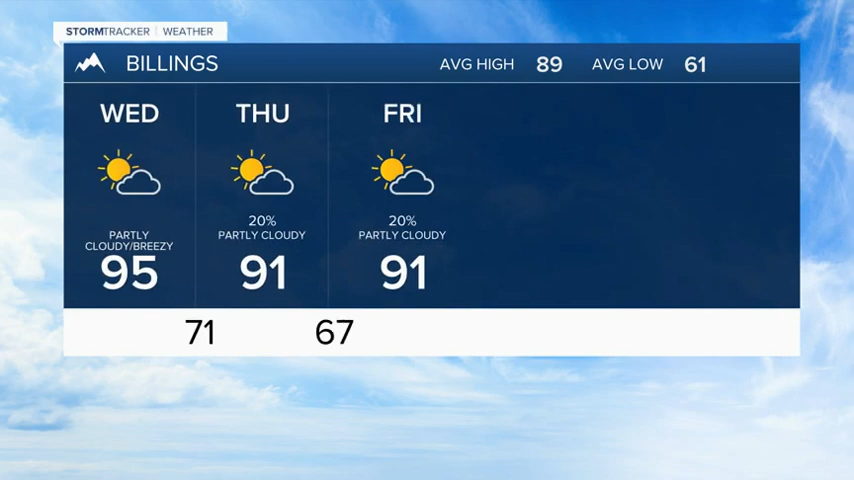 STORMTRACKER | WEATHER
BILLINGS AVG HIGH 89 AVG LOW 61
WED
PARTLY
CLOUDY/BREEZY
95
THU
20%
PARTLY CLOUDY
91
FRI
20%
PARTLY CLOUDY
91
71 67